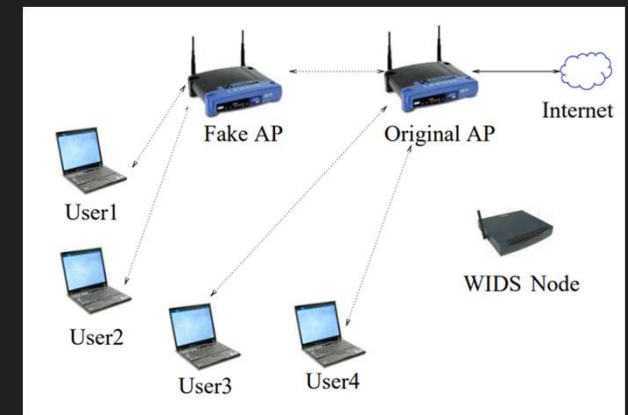 Internet
Fake AP
Original AP
User1
WIDS Node
User2
User3
User4